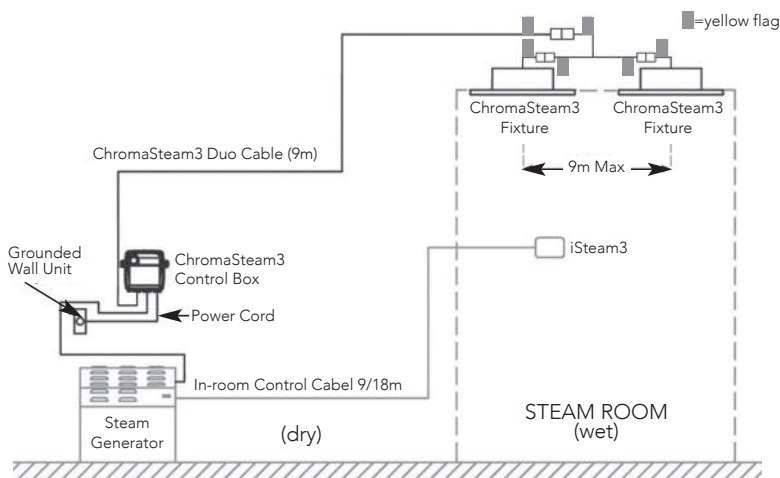 =yellow flag
ChromaSteam3
Fixture
ChromaSteam3
Fixture
ChromaSteam3 Duo Cable (9m)
9m Max
Grounded
Wall Unit
ChromaSteam3
Control Box
iSteam3
Power Cord
In-room Control Cabel 9/18m
Steam
Generator
(dry)
STEAM ROOM
(wet)